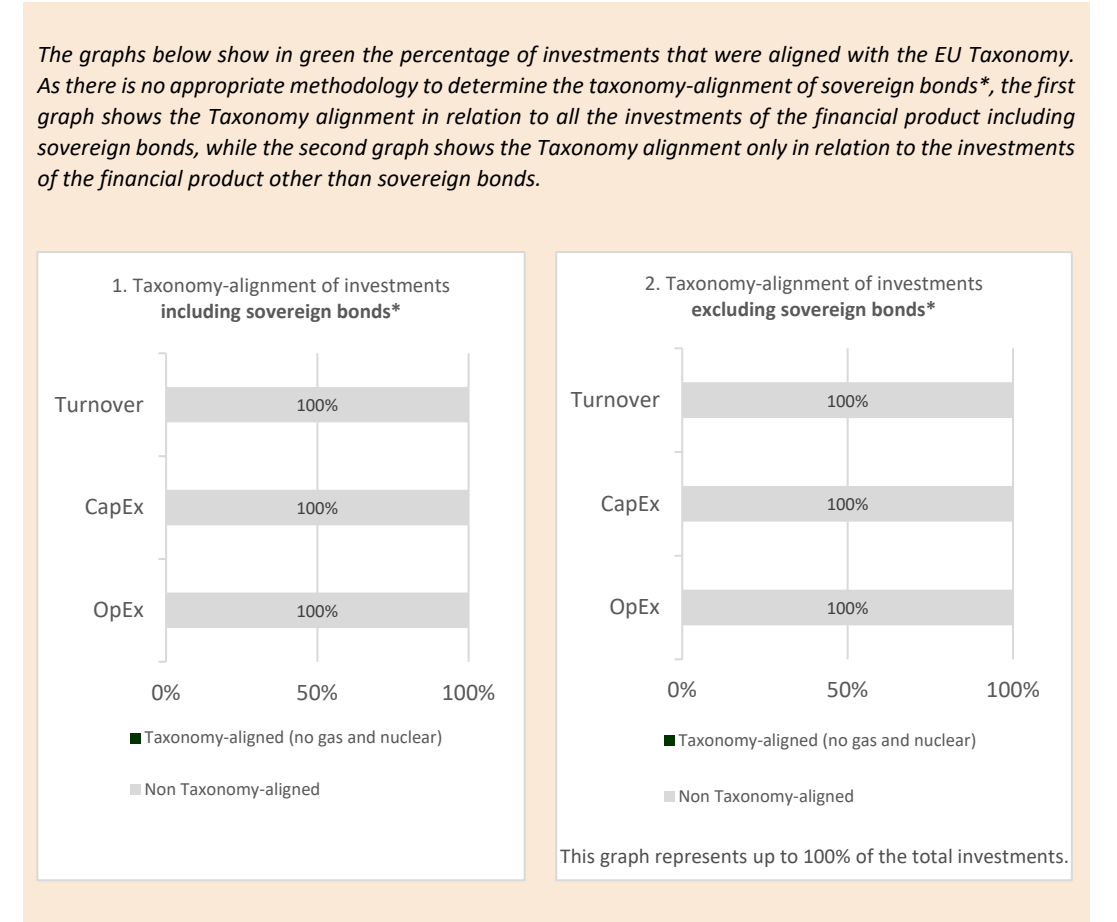 The graphs below show in green the percentage of investments that were aligned with the EU Taxonomy.
As there is no appropriate methodology to determine the taxonomy-alignment of sovereign bonds*, the first
graph shows the Taxonomy alignment in relation to all the investments of the financial product including
sovereign bonds, while the second graph shows the Taxonomy alignment only in relation to the investments
of the financial product other than sovereign bonds.
1. Taxonomy-alignment of investments
including sovereign bonds*
Turnover
100%
CapEx
100%
OpEx
100%
0%
50%
100%
Taxonomy-aligned (no gas and nuclear)
Non Taxonomy-aligned
2. Taxonomy-alignment of investments
excluding sovereign bonds*
Turnover
100%
CapEx
100%
OpEx
100%
0%
50%
100%
Taxonomy-aligned (no gas and nuclear)
Non Taxonomy-aligned
This graph represents up to 100% of the total investments.